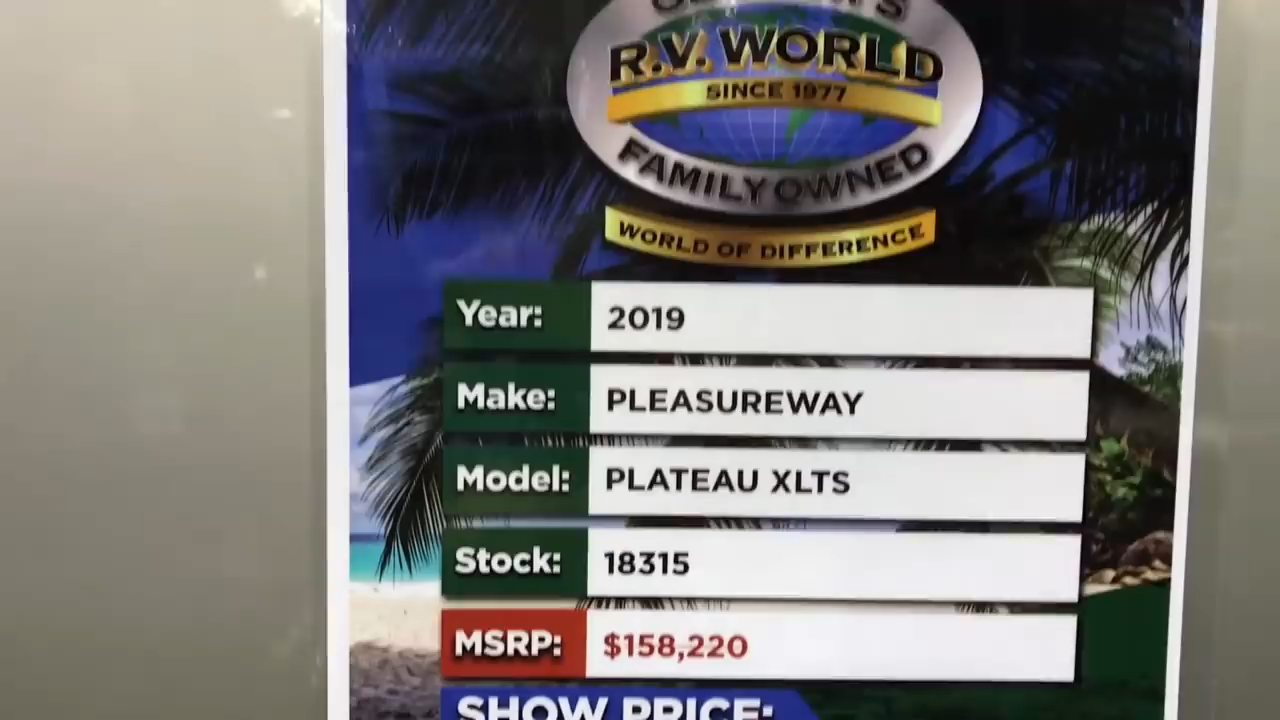 R.V. WORLD
SINCE 1977
FAMILY OWNED
WORLD OF DIFFERENCE
Year: 2019
Make: PLEASUREWAY
Model: PLATEAU XLTS
Stock: 18315
MSRP: $158,220
SHOW PRICE: